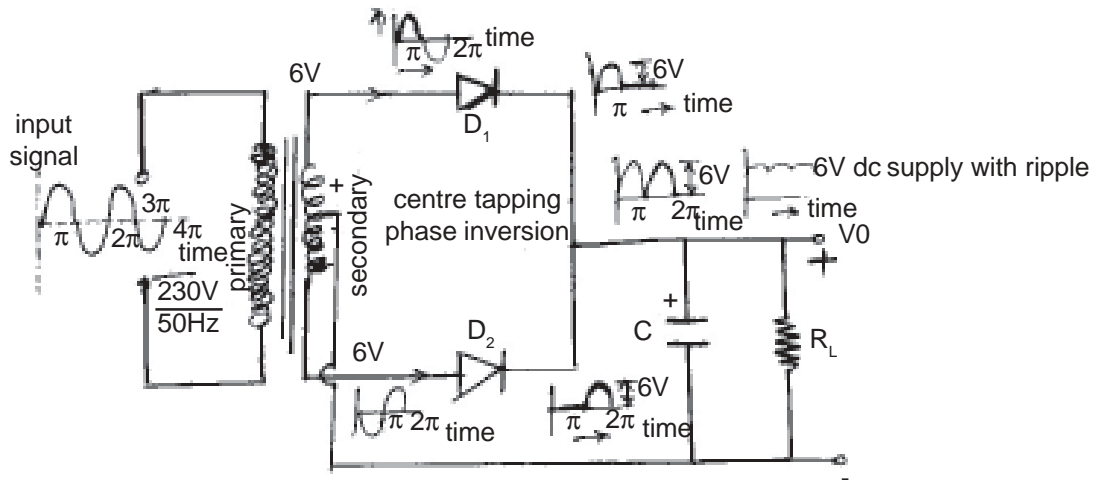 π 2π time
6V
6V
D1
π → time
input
signal
primary
+
-
secondary
centre tapping
phase inversion
6V
π 2π time
6V dc supply with ripple
→ time
π 2π 3π 4π
time
V0
+
230V
50Hz
+
C
RL
D2
6V
6V
π 2π time
π 2π time
-